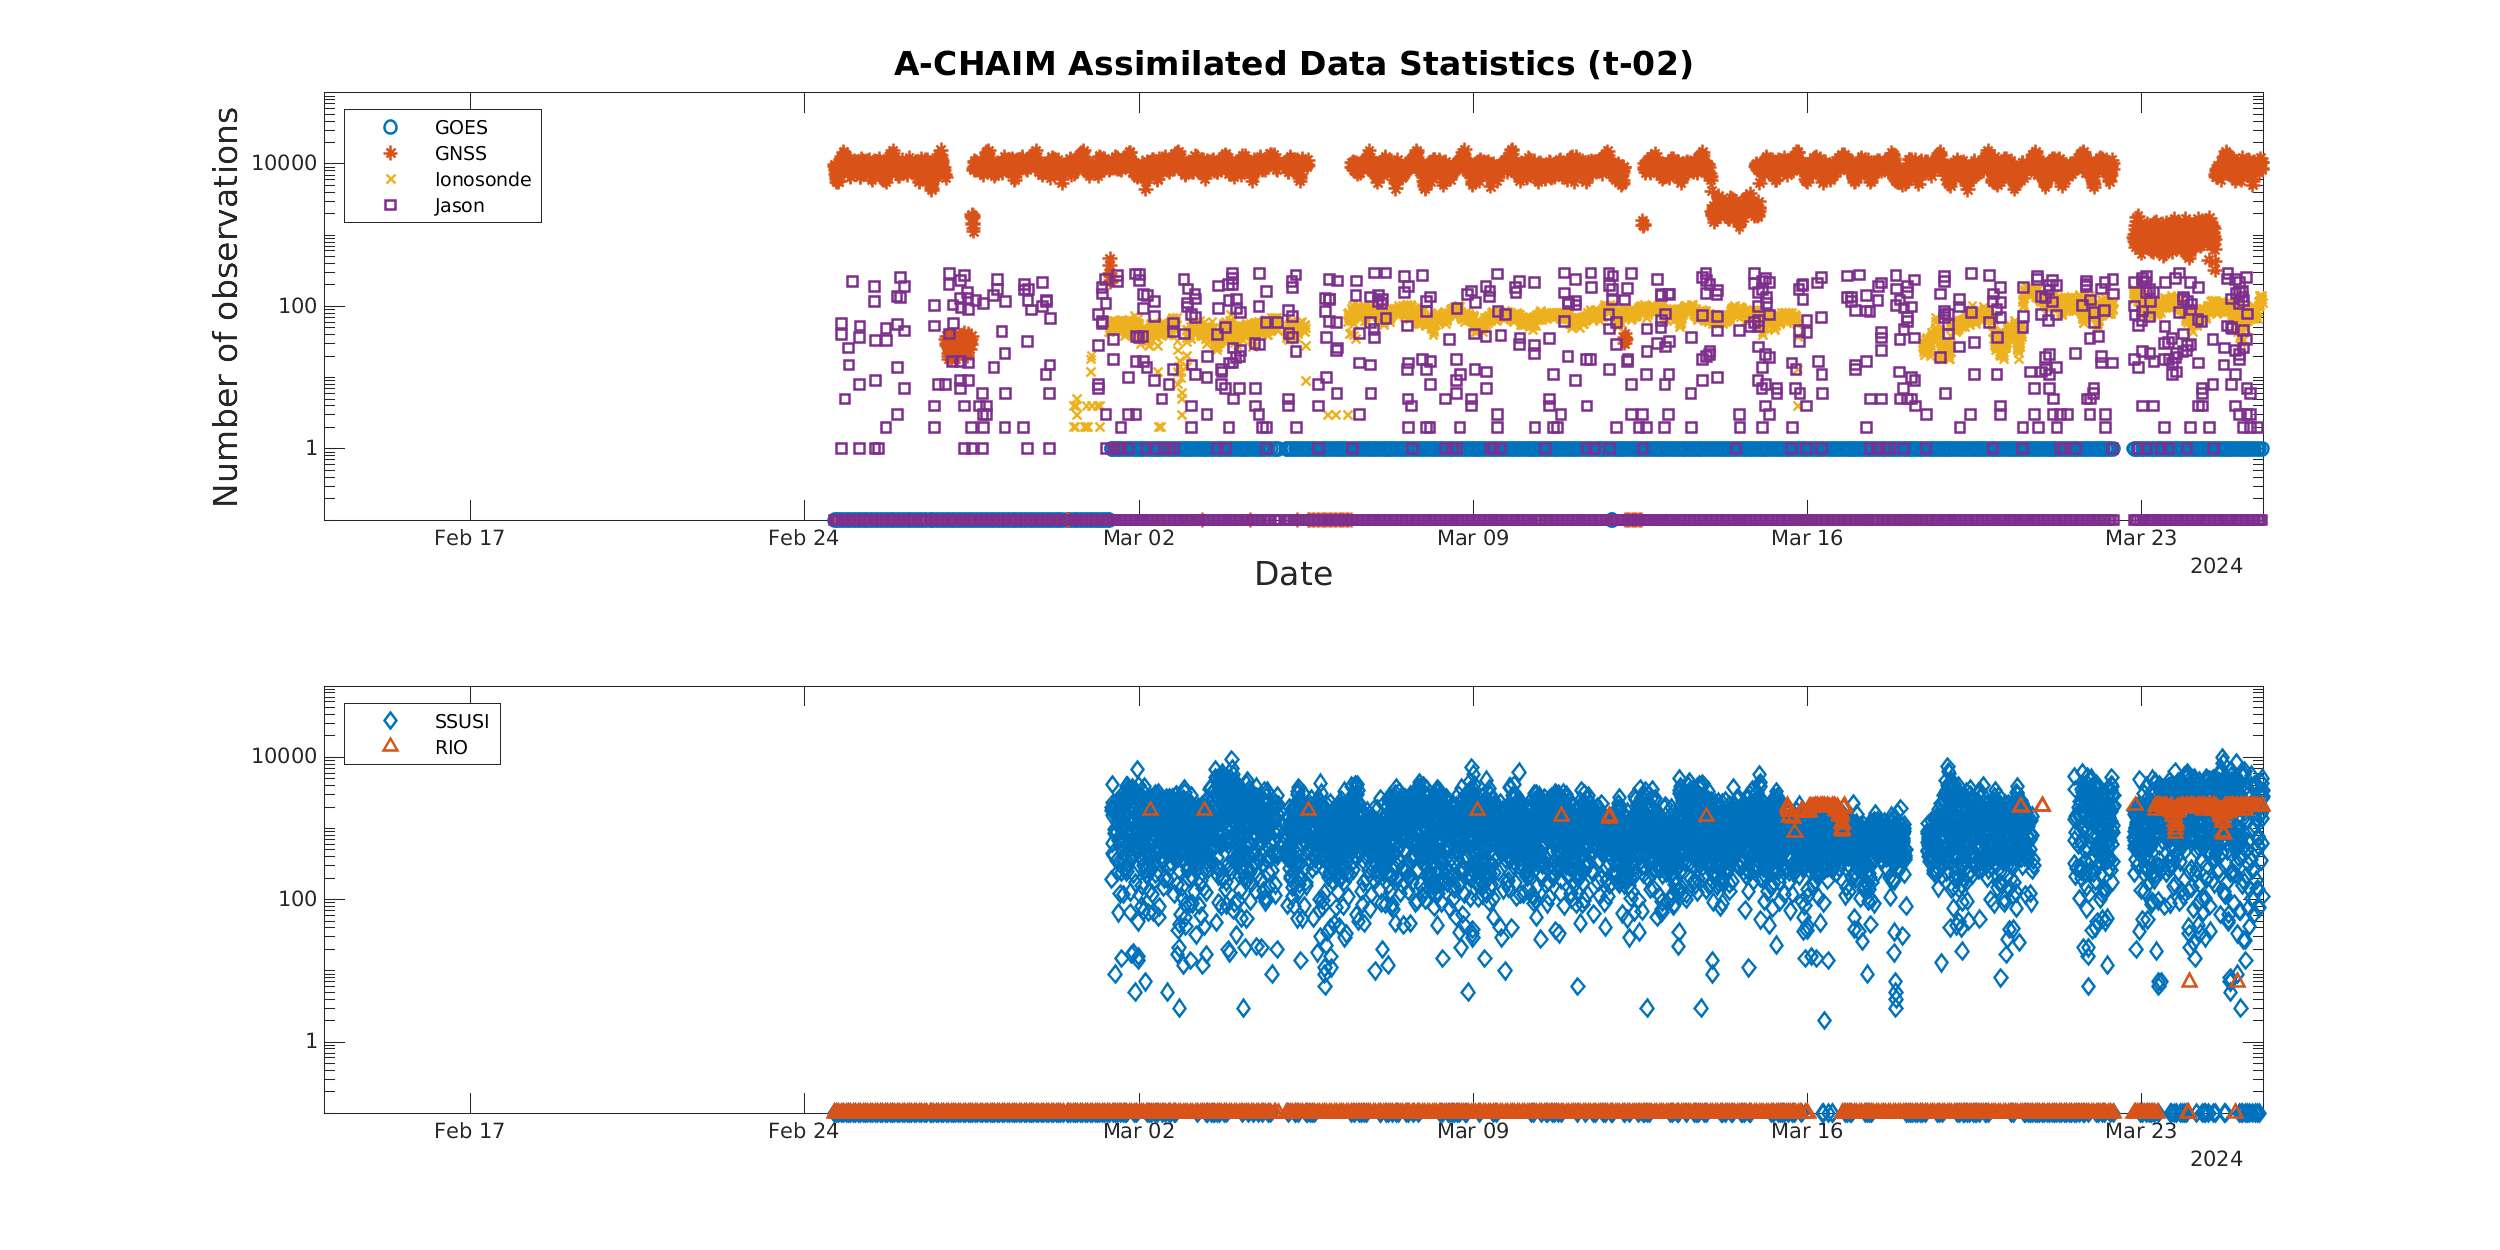 A-CHAIM Assimilated Data Statistics (t-02)
Number of observations
10000
100
1
GOES
GNSS
Ionosonde
Jason
Feb 17
Feb 24
Mar 02
Mar 09
Mar 16
Mar 23
2024
Date
10000
100
1
SSUSI
RIO
Feb 17
Feb 24
Mar 02
Mar 09
Mar 16
Mar 23
2024